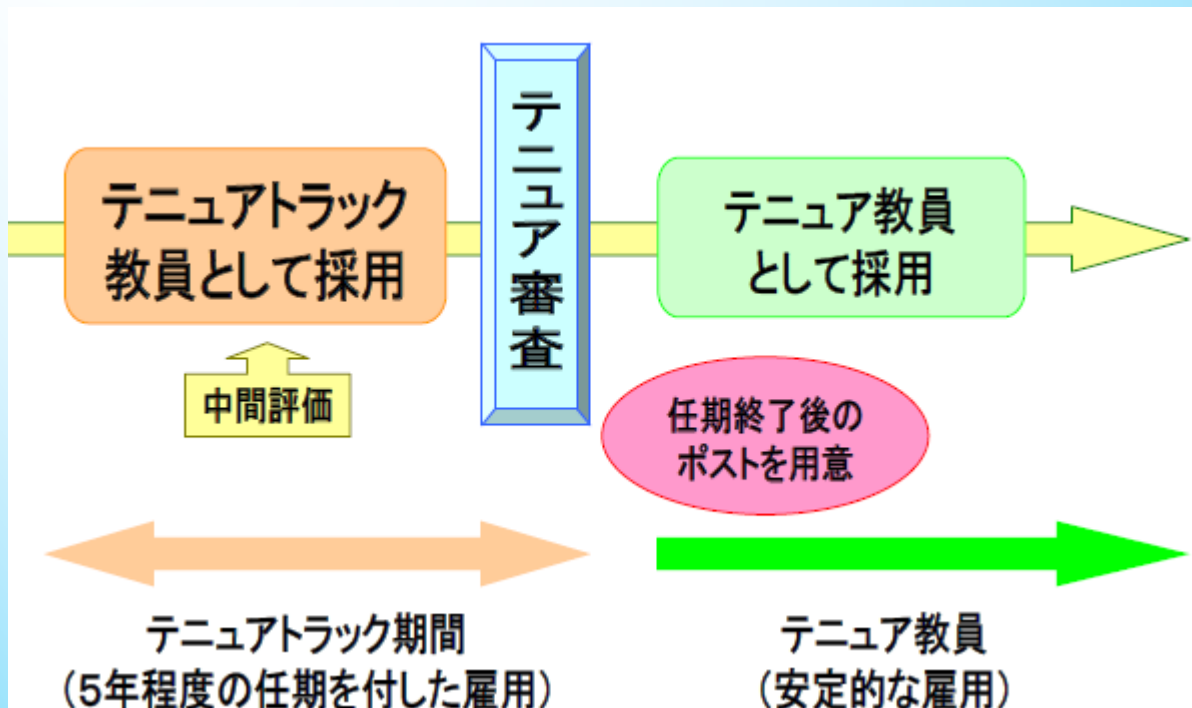 テニュアトラック
教員として採用
テニュア審査
テニュア教員
として採用
中間評価
任期終了後の
ポストを用意
テニュアトラック期間
（5年程度の任期を付した雇用）
テニュア教員
（安定的な雇用）